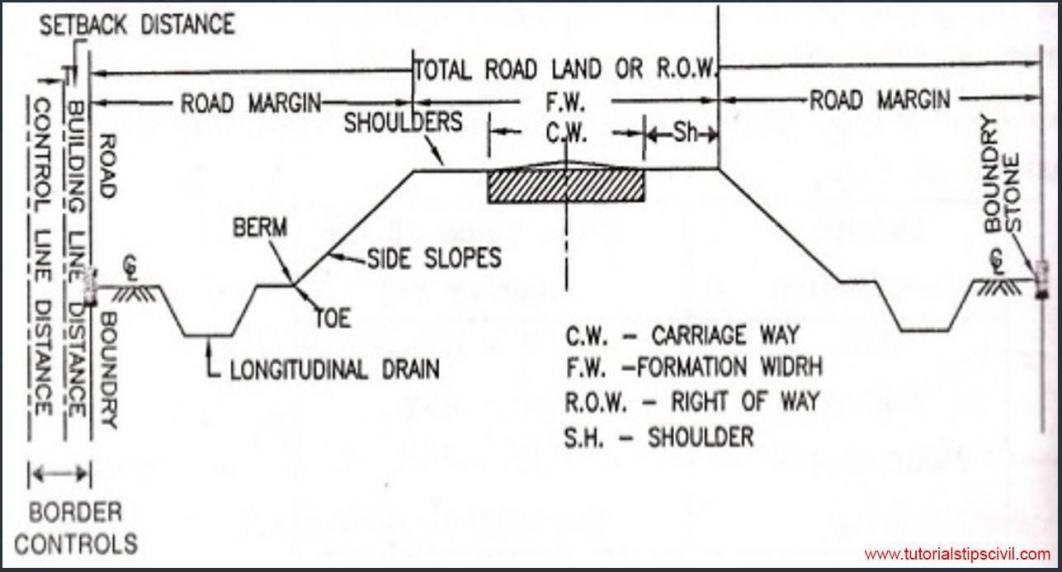 SETBACK DISTANCE
TOTAL ROAD LAND OR R.O.W.
ROAD MARGIN
F.W.
ROAD MARGIN
SHOULDERS
C.W.
Sh
CONTROL LINE DISTANCE
BUILDING LINE DISTANCE
ROAD BOUNDRY
BOUNDRY
STONE
BERM
SIDE SLOPES
℄
℄
TOE
LONGITUDINAL DRAIN
C.W. - CARRIAGE WAY
F.W. -FORMATION WIDRH
R.O.W. - RIGHT OF WAY
S.H. - SHOULDER
BORDER
CONTROLS
www.tutorialstipscivil.com